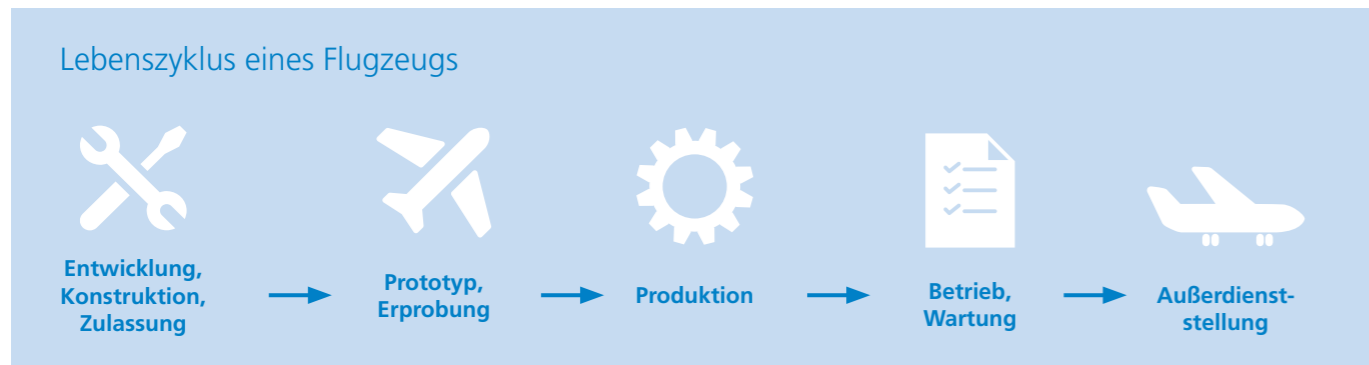 Lebenszyklus eines Flugzeugs
Entwicklung,
Konstruktion,
Zulassung
Prototyp,
Erprobung
Produktion
Betrieb,
Wartung
Außerdienst-
stellung